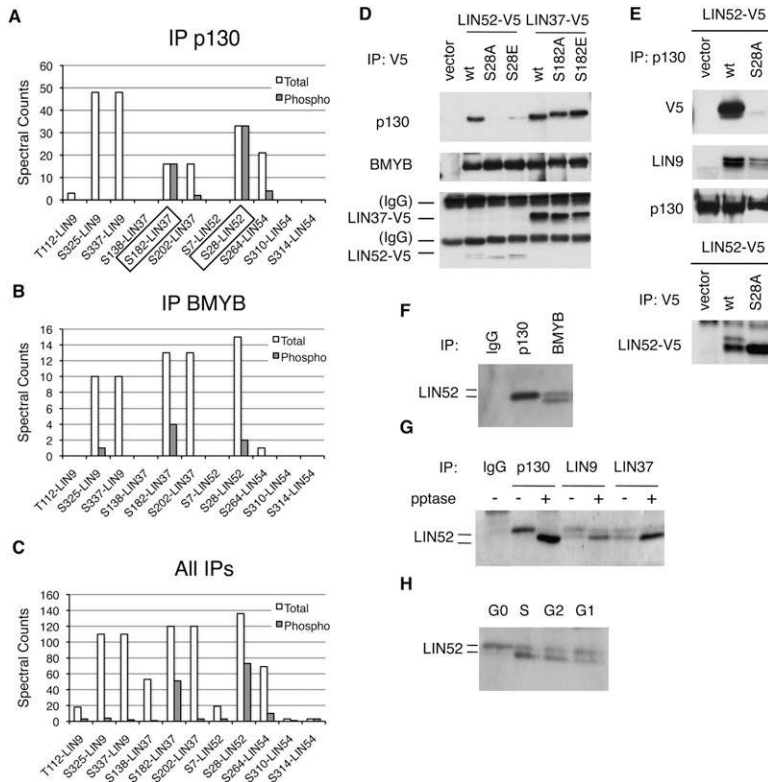 A
IP p130
Spectral Counts
60
50
40
30
20
10
0
Total
Phospho
T112-LIN9
S325-LIN9
S337-LIN9
S138-LIN37
S182-LIN37
S202-LIN37
S7-LIN52
S28-LIN52
S264-LIN54
S310-LIN54
S314-LIN54
B
IP BMYB
Spectral Counts
16
14
12
10
8
6
4
2
0
Total
Phospho
T112-LIN9
S325-LIN9
S337-LIN9
S138-LIN37
S182-LIN37
S202-LIN37
S7-LIN52
S28-LIN52
S264-LIN54
S310-LIN54
S314-LIN54
C
All IPs
Spectral Counts
160
140
120
100
80
60
40
20
0
Total
Phospho
T112-LIN9
S325-LIN9
S337-LIN9
S138-LIN37
S182-LIN37
S202-LIN37
S7-LIN52
S28-LIN52
S264-LIN54
S310-LIN54
S314-LIN54
D
LIN52-V5 LIN37-V5
IP: V5
vector wt S28A S28E wt S182A S182E
p130
BMYB
(IgG)
LIN37-V5
(IgG)
LIN52-V5
E
LIN52-V5
IP: p130
vector wt S28A
V5
LIN9
p130
LIN52-V5
IP: V5
vector wt S28A
LIN52-V5
F
IP: IgG p130 BMYB
LIN52
G
IP: IgG p130 LIN9 LIN37
pptase - - + - + - +
LIN52
H
G0 S G2 G1
LIN52